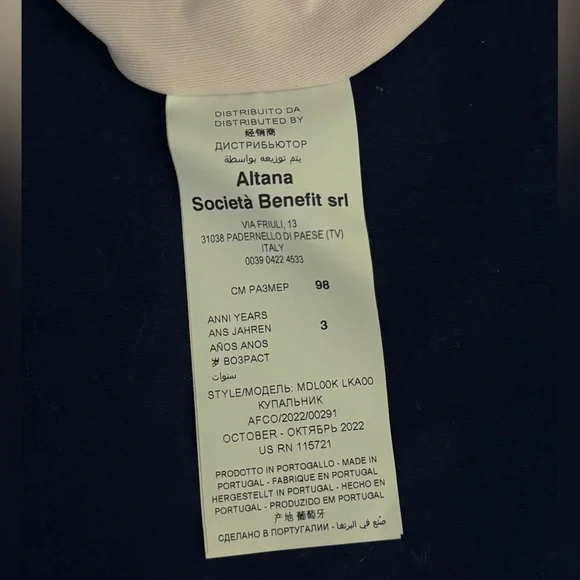 DISTRIBUITO DA
DISTRIBUTED BY
经销商
ДИСТРИБЬЮТОР
يتم توزيعه بواسطة
Altana
Società Benefit srl
VIA FRIULI, 13
31038 PADERNELLO DI PAESE (TV)
ITALY
0039 0422 4533
CM РАЗМЕР 98
ANNI YEARS
ANS JAHREN 3
AÑOS ANOS
岁 ВОЗРАСТ
سنوات
STYLE/МОДЕЛЬ: MDL00K LKA00
КУПАЛЬНИК
AFCO/2022/00291
OCTOBER - ОКТЯБРЬ 2022
US RN 115721
PRODOTTO IN PORTOGALLO - MADE IN
PORTUGAL - FABRIQUE EN PORTUGAL
HERGESTELLT IN PORTUGAL - HECHO EN
PORTUGAL - PRODUZIDO EM PORTUGAL
产地 葡萄牙
СДЕЛАНО В ПОРТУГАЛИИ - صُنع في البرتغا